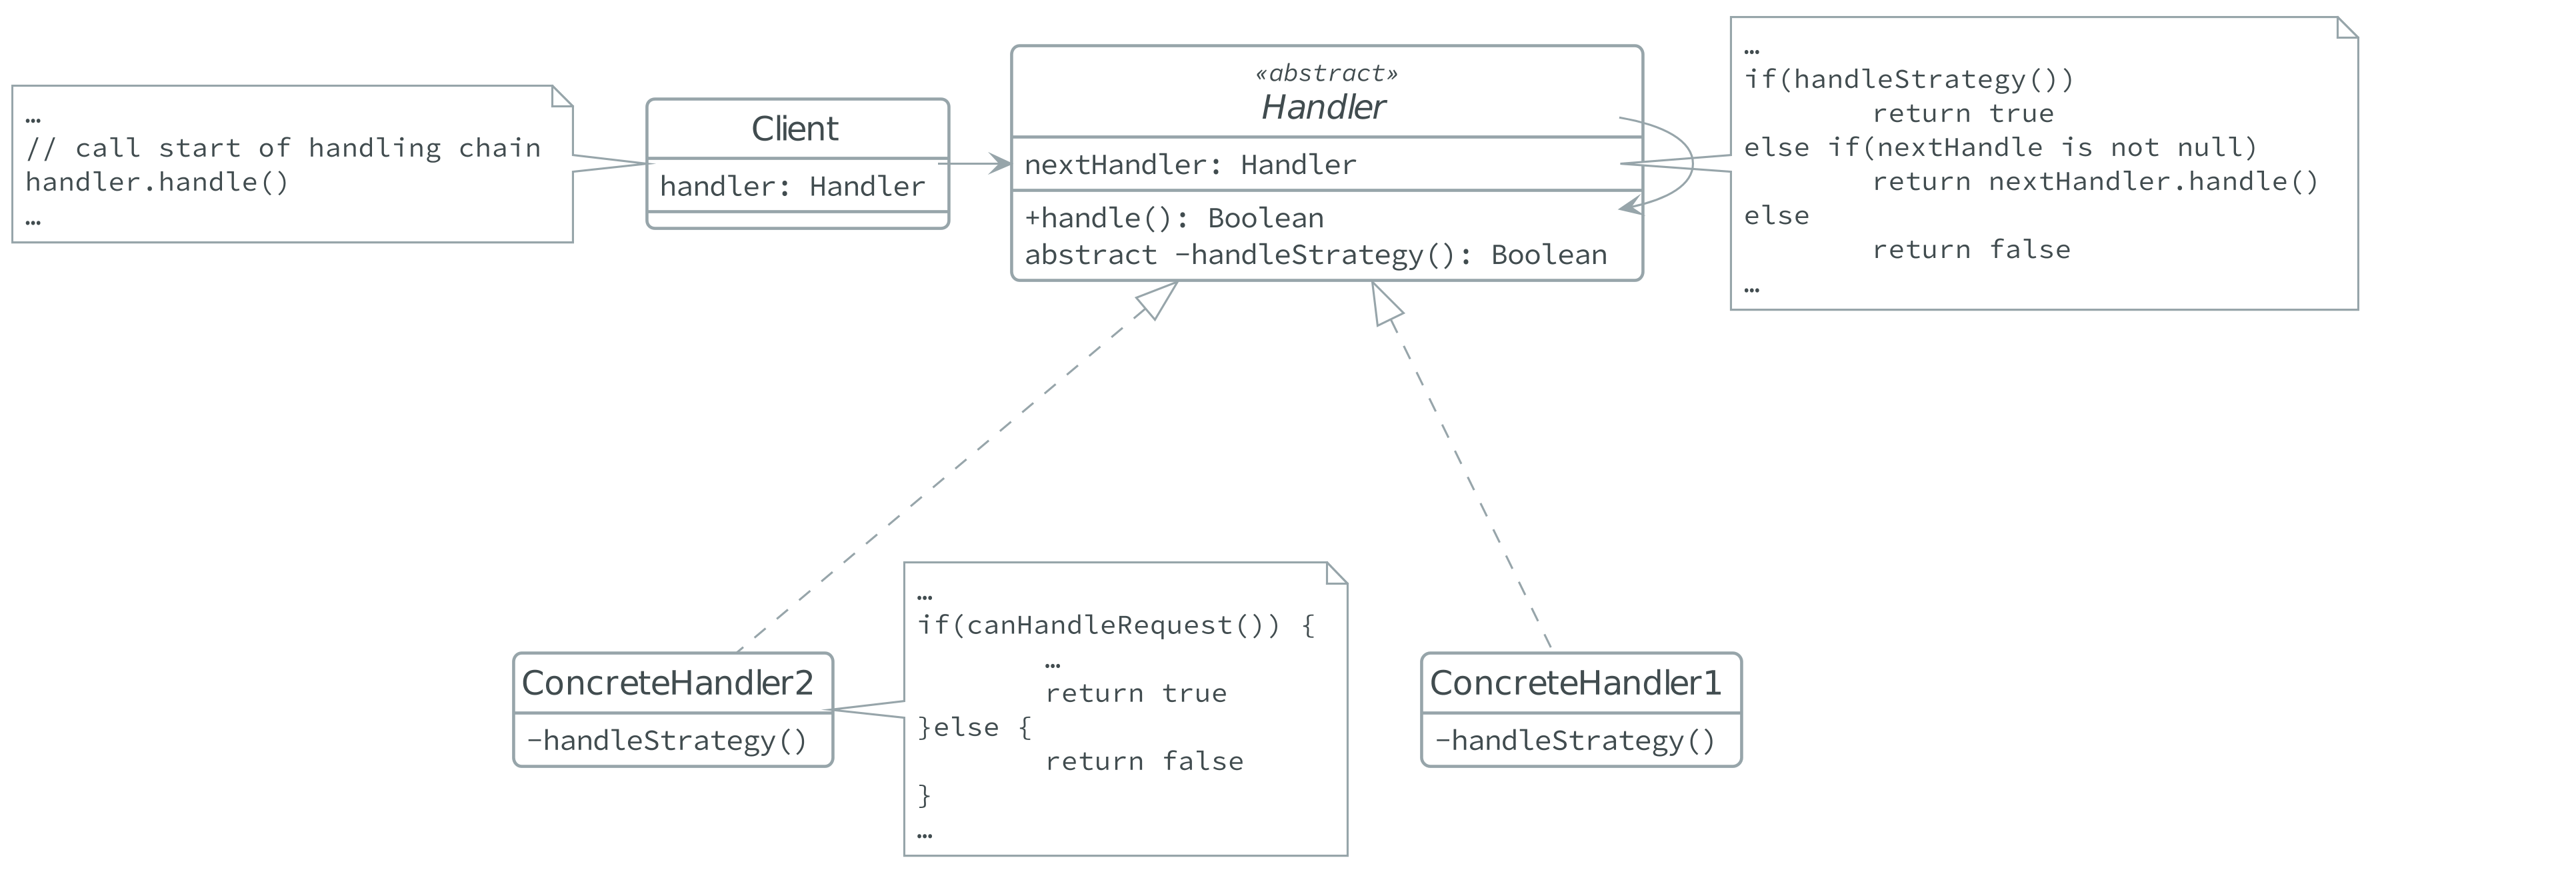 …
// call start of handling chain
handler.handle()
…
Client
handler: Handler
«abstract»
Handler
nextHandler: Handler
+handle(): Boolean
abstract -handleStrategy(): Boolean
…
if(handleStrategy())
return true
else if(nextHandle is not null)
return nextHandler.handle()
else
return false
…
ConcreteHandler2
-handleStrategy()
…
if(canHandleRequest()) {
…
return true
}else {
return false
}
…
ConcreteHandler1
-handleStrategy()